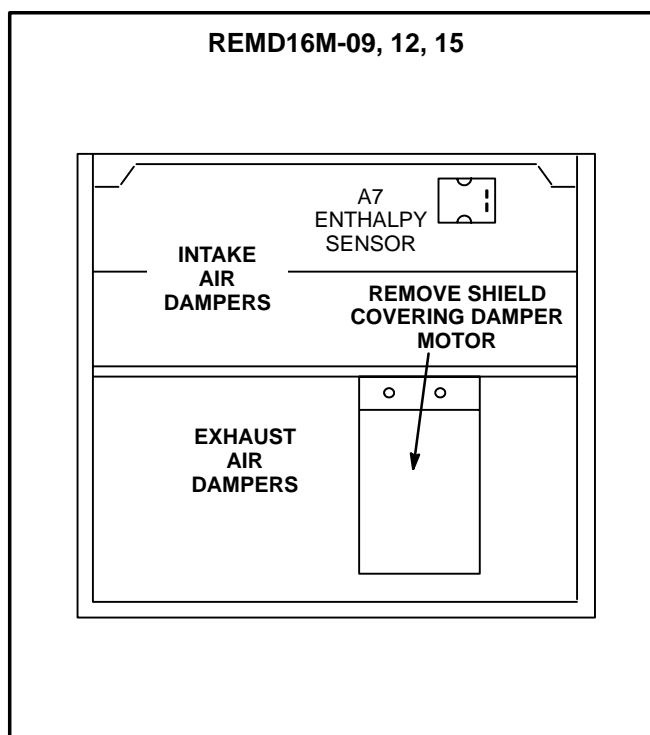 REMD16M-09, 12, 15
A7
ENTHALPY
SENSOR
INTAKE
AIR
DAMPERS
REMOVE SHIELD
COVERING DAMPER
MOTOR
EXHAUST
AIR
DAMPERS